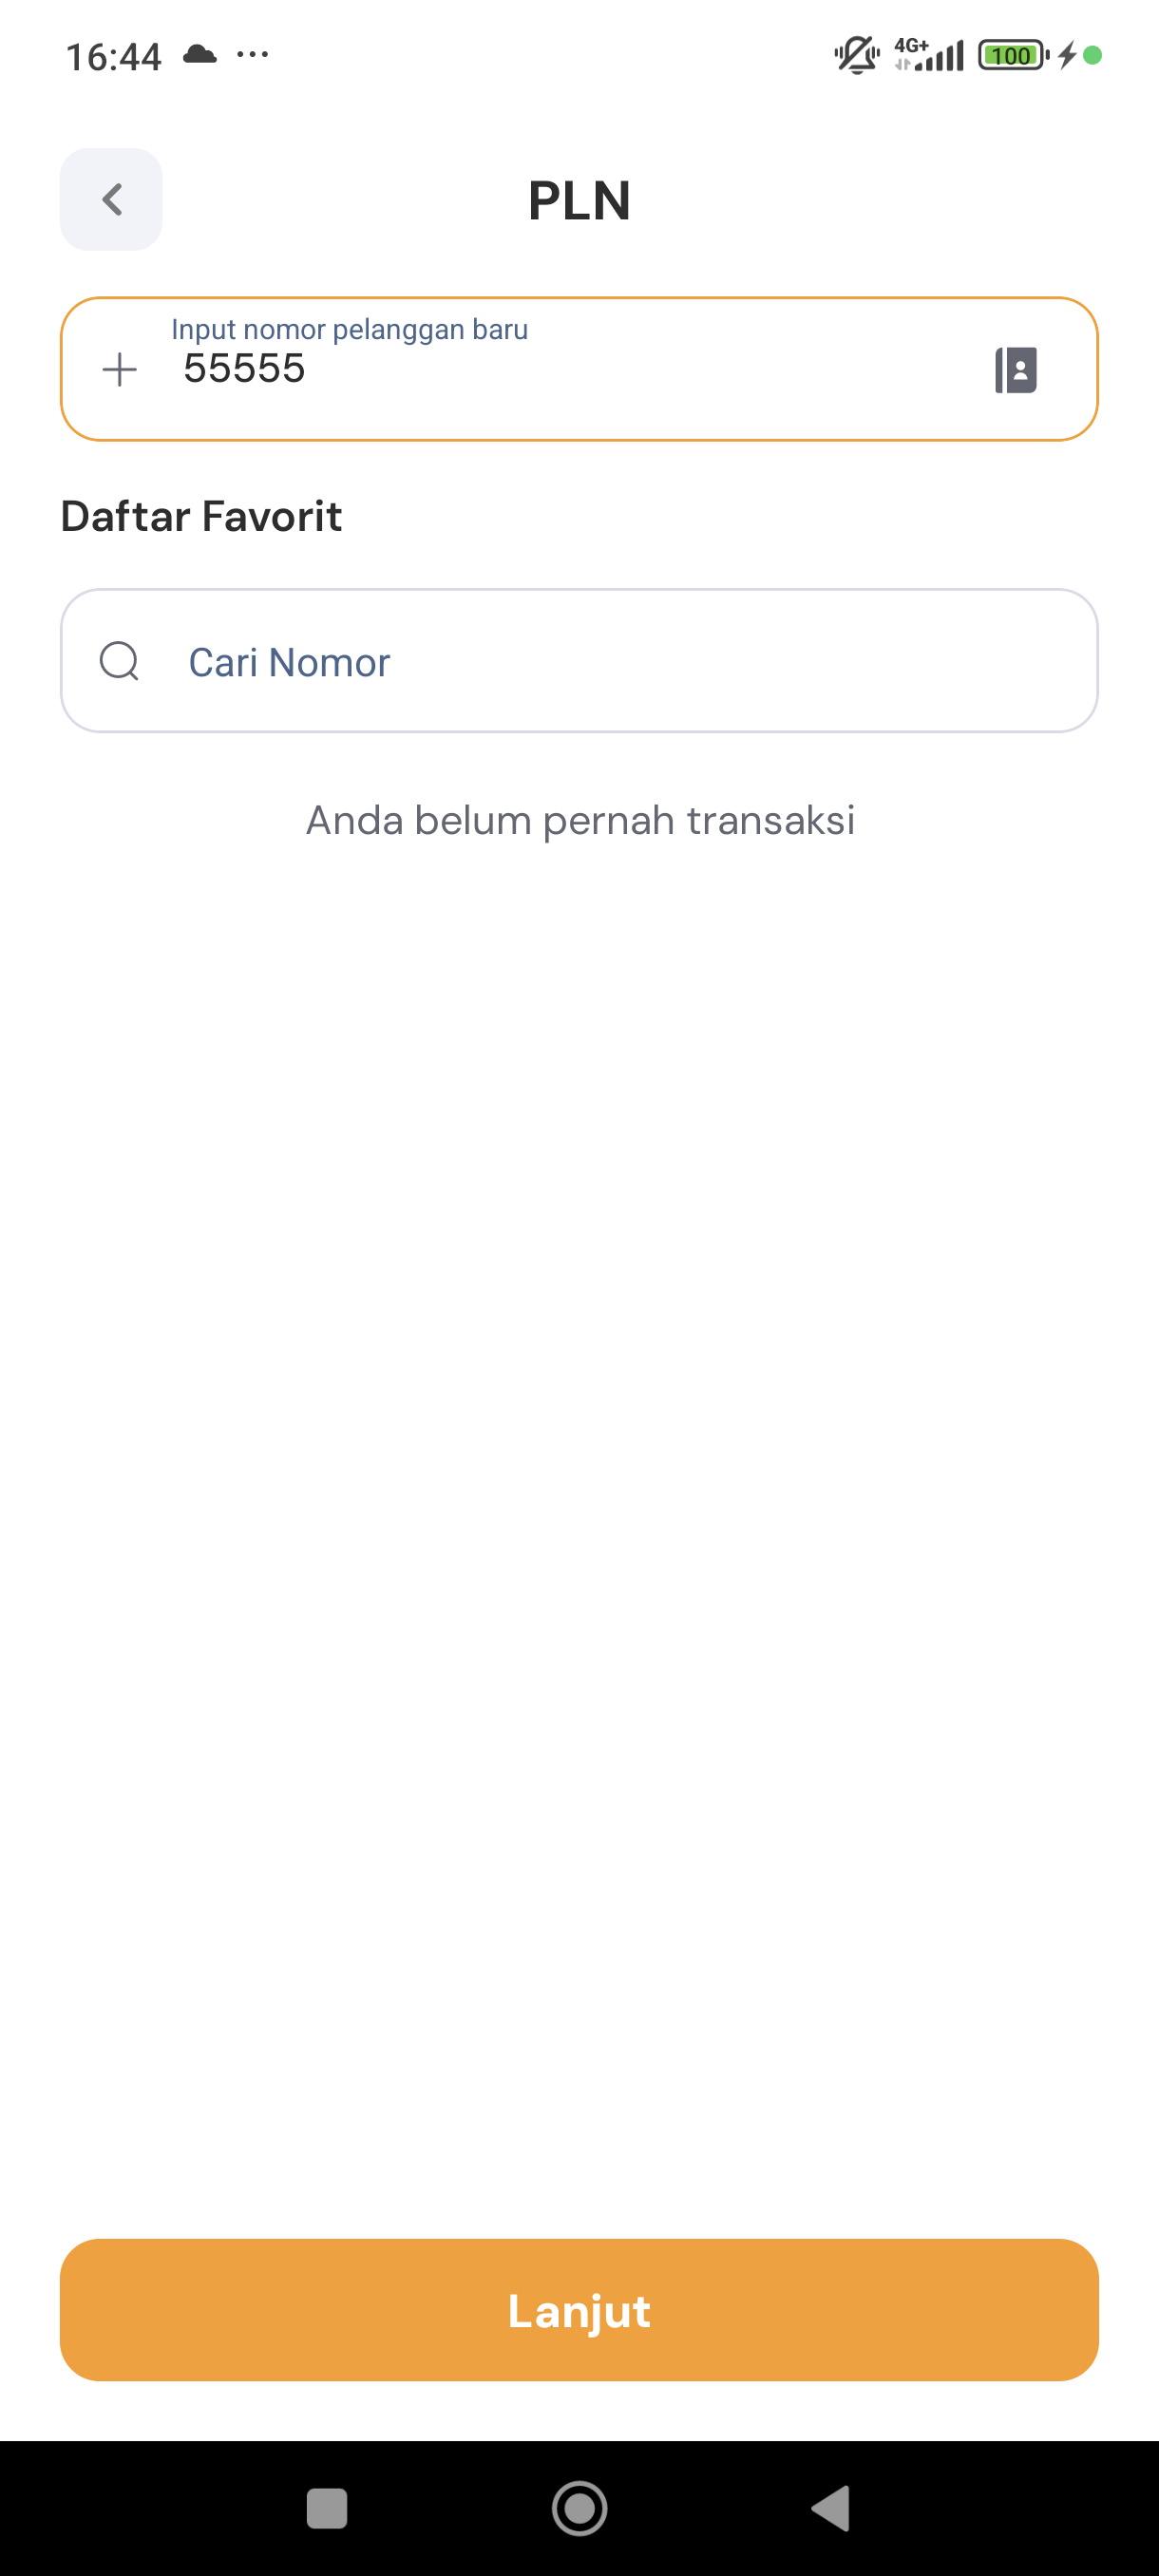 16:44
4G+
100
PLN
Input nomor pelanggan baru
55555
Daftar Favorit
Cari Nomor
Anda belum pernah transaksi
Lanjut